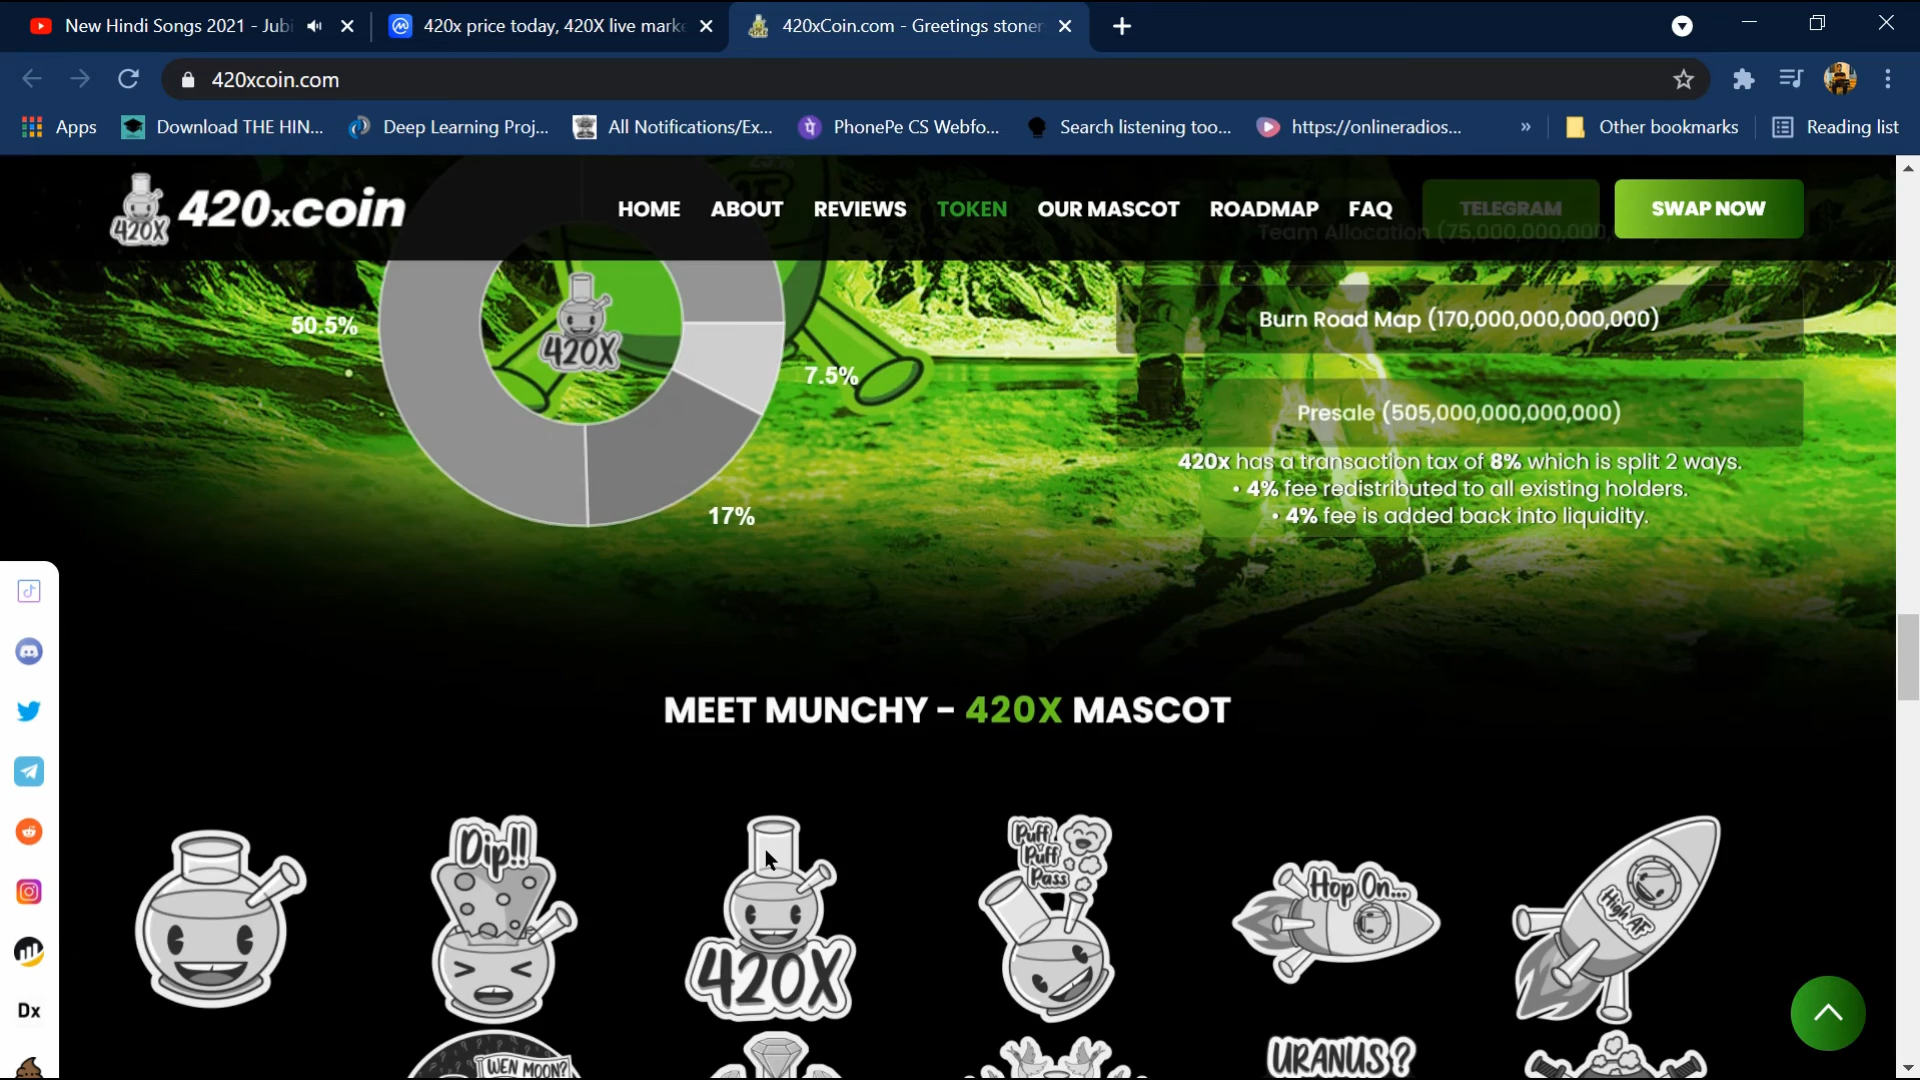 New Hindi Songs 2021 - Jubi
420x price today, 420X live marke
420xCoin.com - Greetings stoner
420xcoin.com
Apps
Download THE HIN...
Deep Learning Proj...
All Notifications/Ex...
PhonePe CS Webfo...
Search listening too...
https://onlineradios...
»
Other bookmarks
Reading list
420X
420xcoin
HOME
ABOUT
REVIEWS
TOKEN
OUR MASCOT
ROADMAP
FAQ
TELEGRAM
SWAP NOW
Team Allocation (75,000,000,000,
50.5%
420X
7.5%
17%
Burn Road Map (170,000,000,000,000)
Presale (505,000,000,000,000)
420x has a transaction tax of 8% which is split 2 ways.
• 4% fee redistributed to all existing holders.
• 4% fee is added back into liquidity.
MEET MUNCHY - 420X MASCOT
Dip!!
420X
Puff
Puff
Pass
Hop On...
High AF
Dx
WEN MOON?
URANUS?